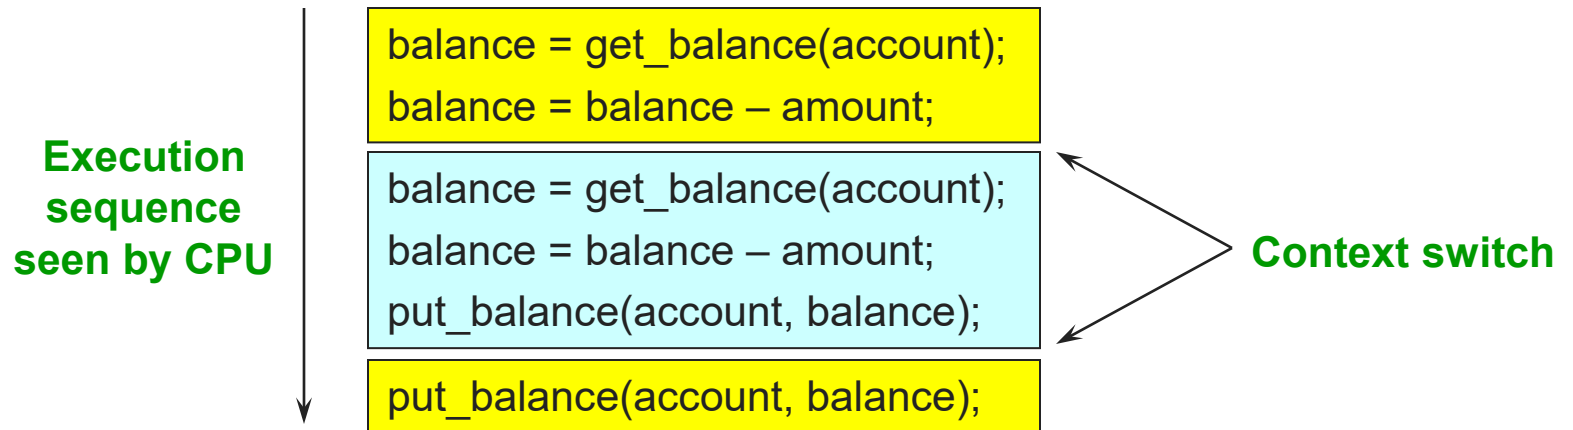 balance = get_balance(account);
balance = balance – amount;
Execution
sequence
seen by CPU
balance = get_balance(account);
balance = balance – amount;
put_balance(account, balance);
Context switch
put_balance(account, balance);